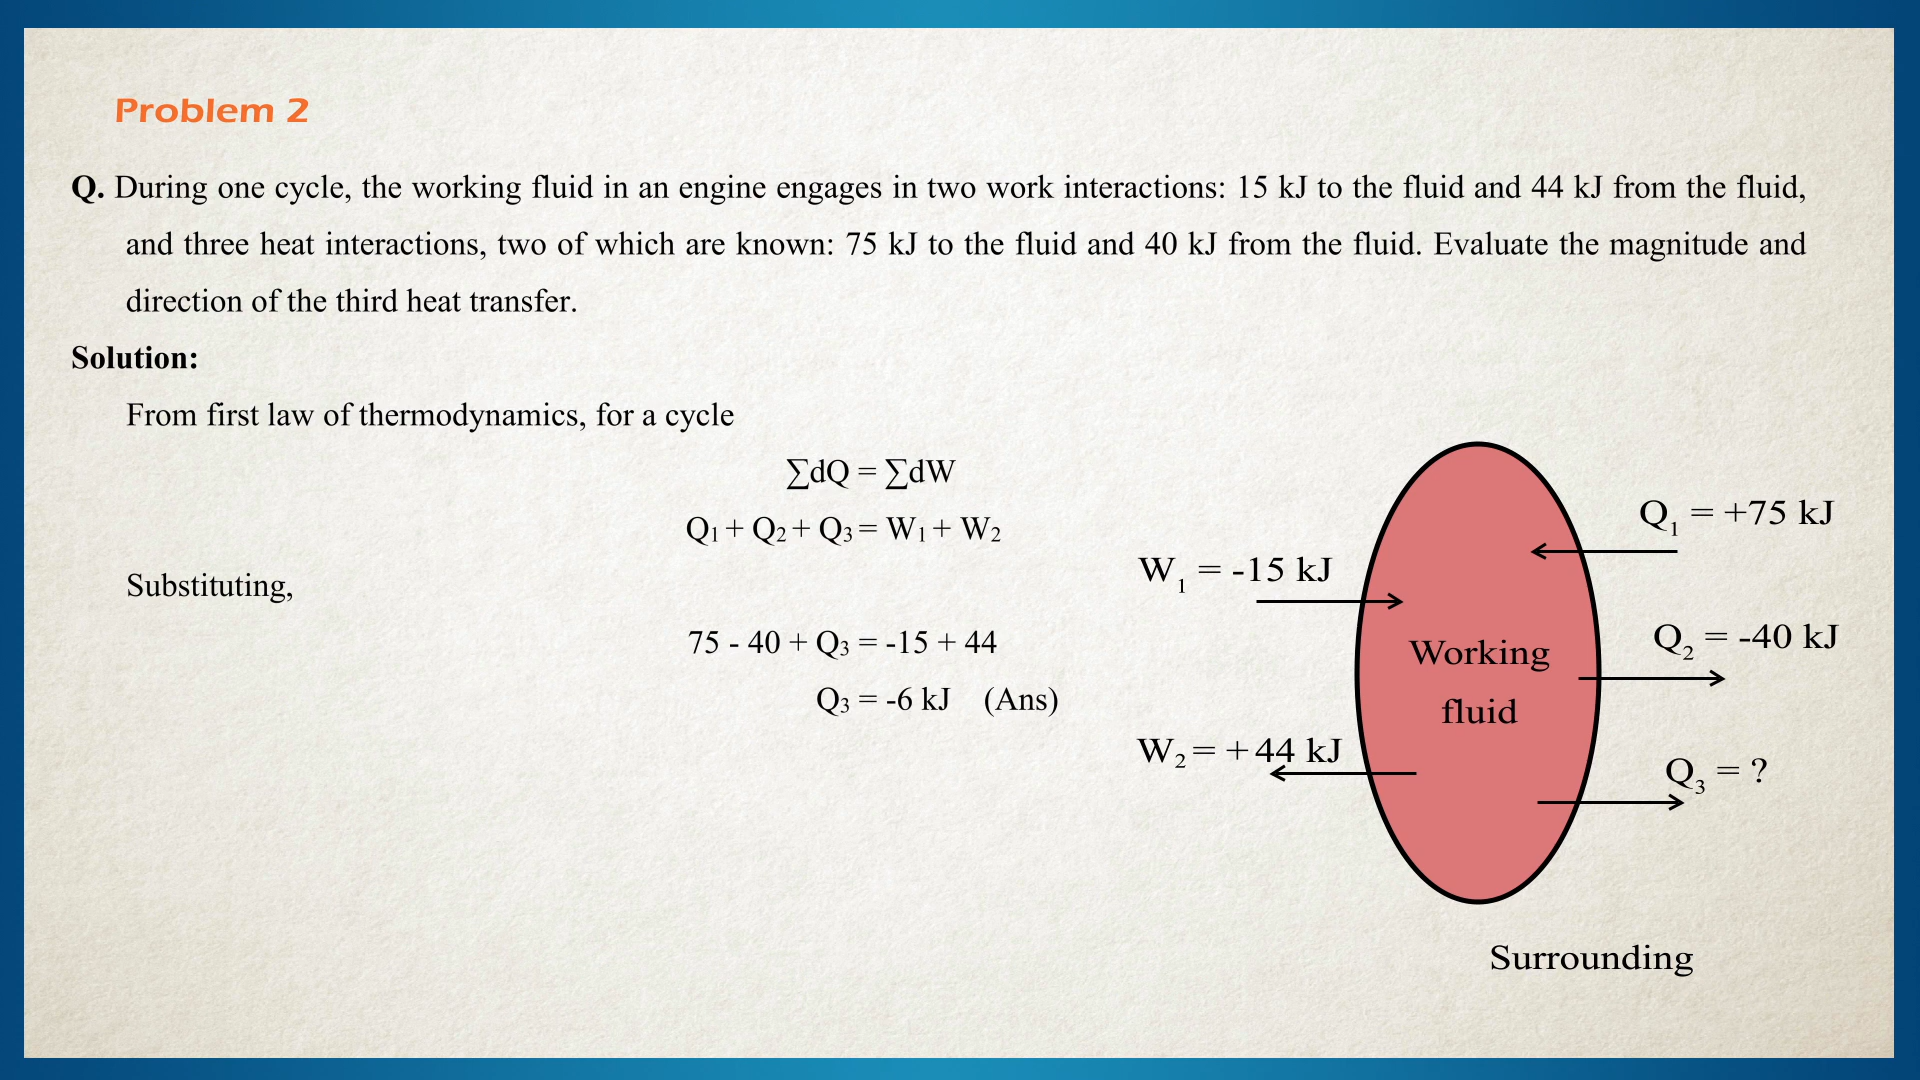 Problem 2
Q. During one cycle, the working fluid in an engine engages in two work interactions: 15 kJ to the fluid and 44 kJ from the fluid,
and three heat interactions, two of which are known: 75 kJ to the fluid and 40 kJ from the fluid. Evaluate the magnitude and
direction of the third heat transfer.
Solution:
From first law of thermodynamics, for a cycle
∑dQ = ∑dW
Q₁ + Q₂ + Q₃ = W₁ + W₂
Substituting,
75 - 40 + Q₃ = -15 + 44
Q₃ = -6 kJ (Ans)
W₁ = -15 kJ
W₂ = + 44 kJ
Working
fluid
Q₁ = +75 kJ
Q₂ = -40 kJ
Q₃ = ?
Surrounding